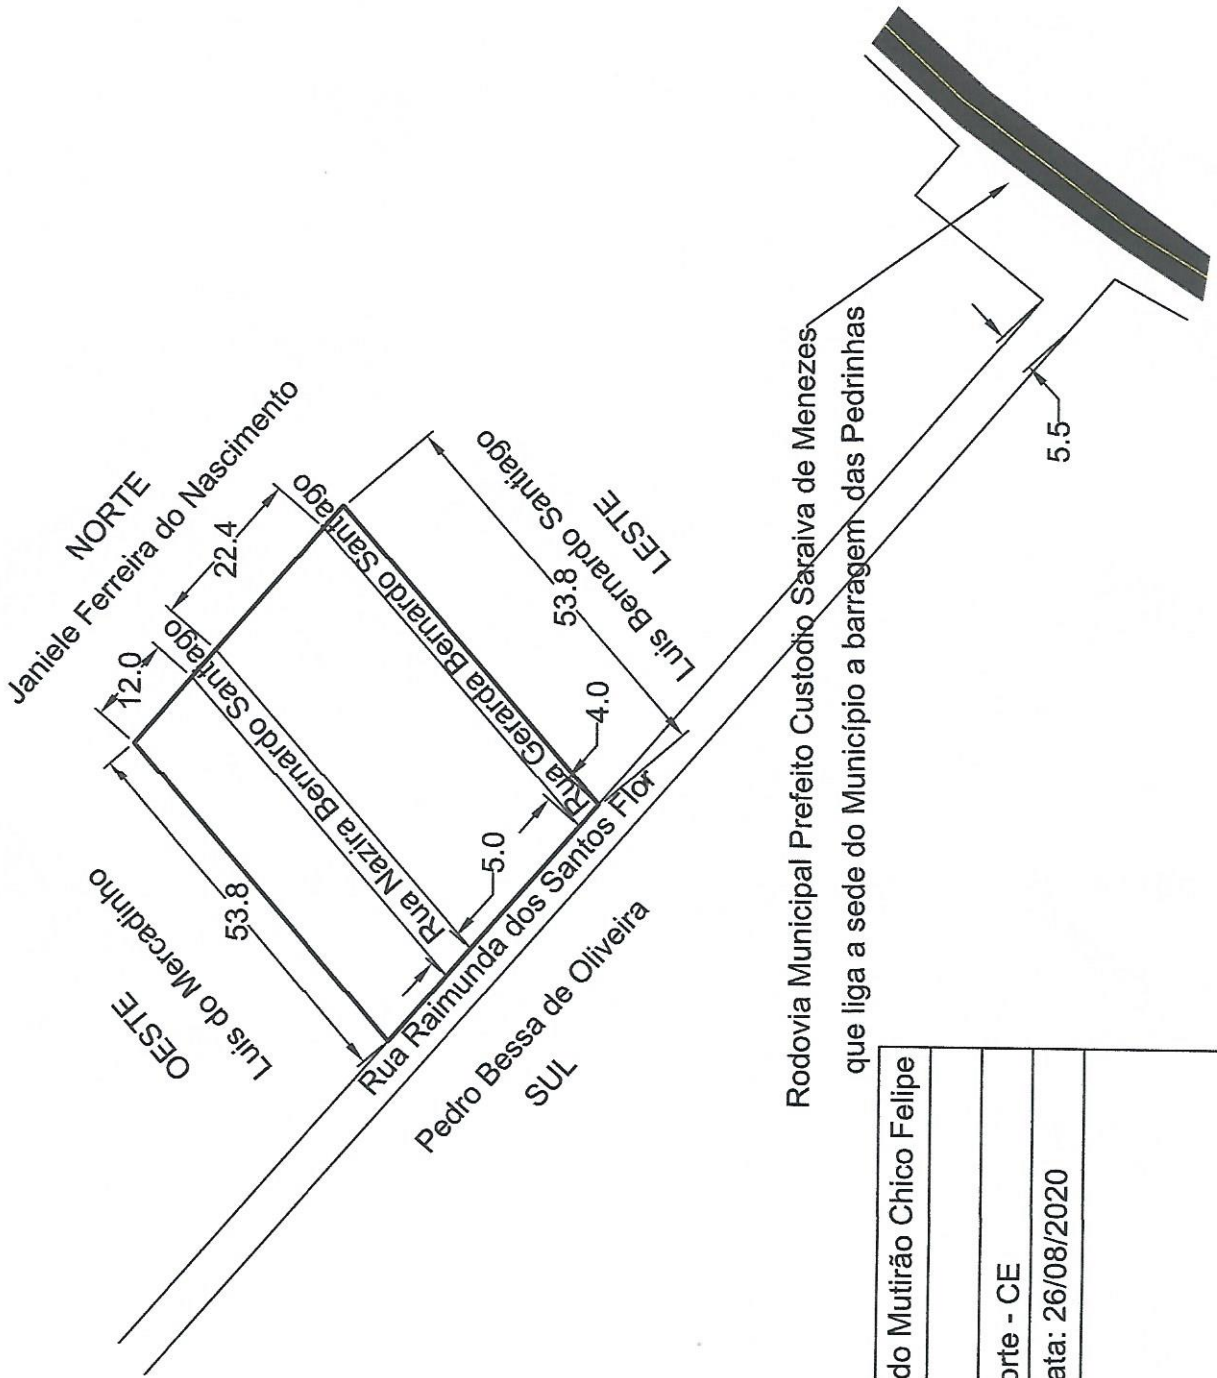 NORTE
Janiele Ferreira do Nascimento
12.0
22.4
OESTE
Luis do Mercadinho
53.8
Rua Nazira Bernardo Santiago
Rua Gerarda Bernardo Santiago
53.8
Luis Bernardo Santiago
LESTE
5.0
4.0
Rua Raimunda dos Santos Flor
Pedro Bessa de Oliveira
SUL
5.5
Rodovia Municipal Prefeito Custodio Saraiva de Menezes
que liga a sede do Município a barragem das Pedrinhas
do Mutirão Chico Felipe
orte - CE
ata: 26/08/2020